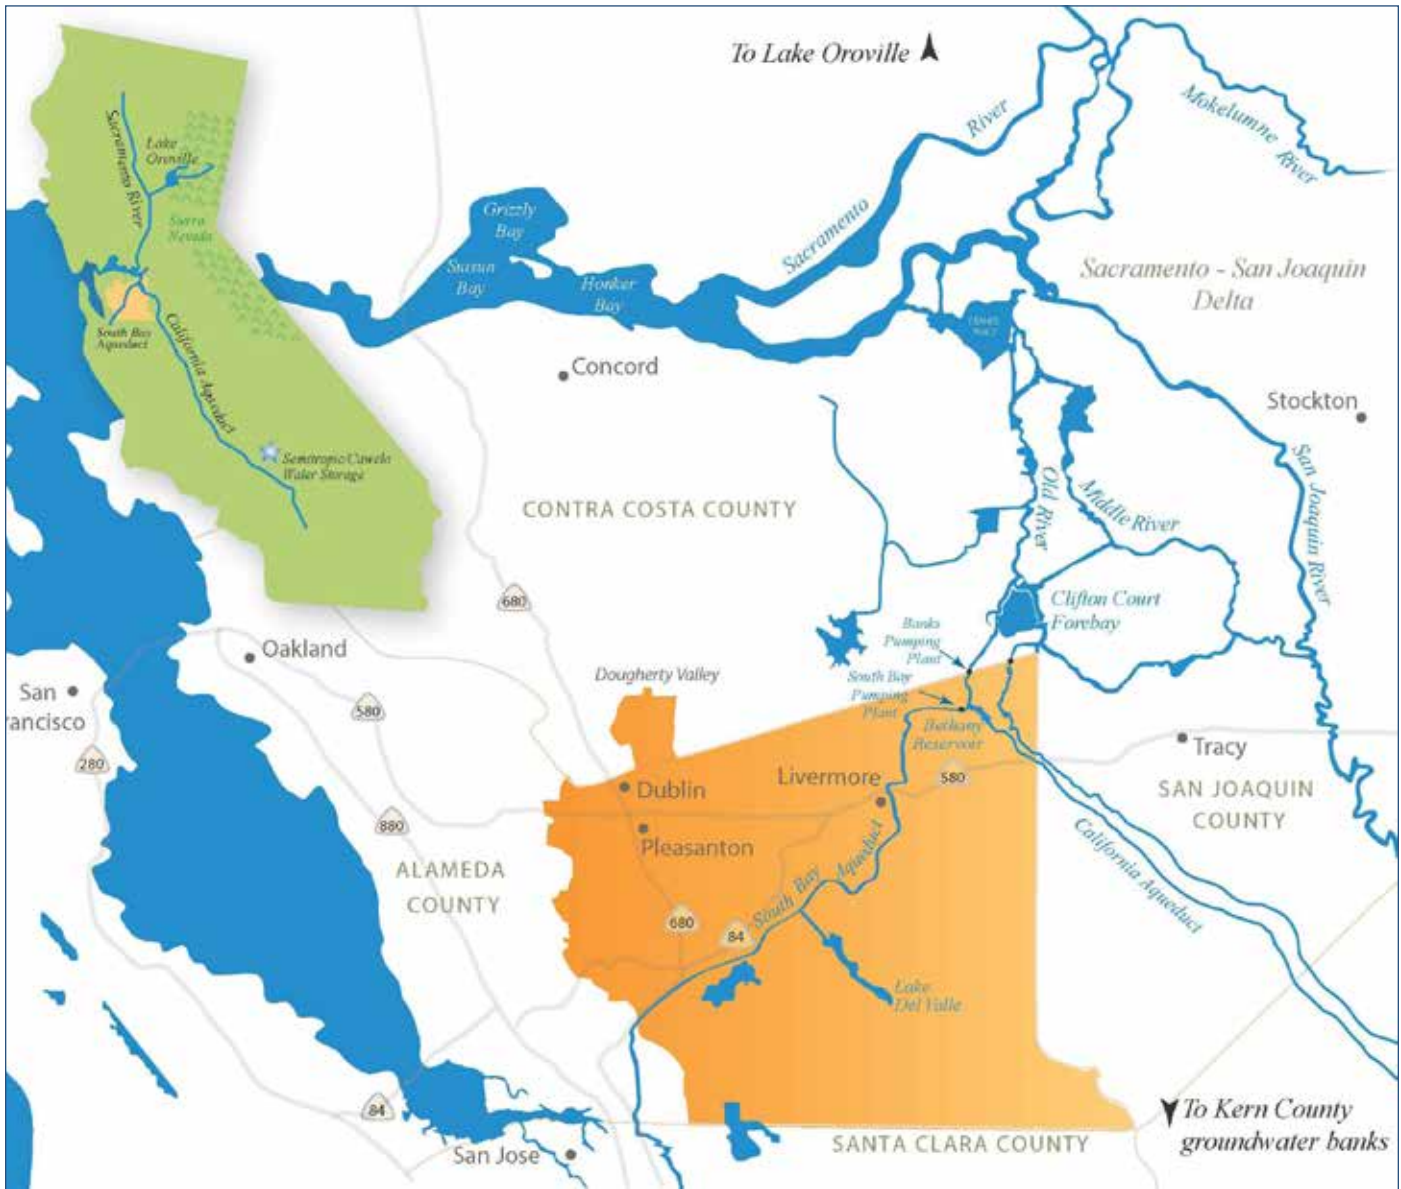 To Lake Oroville
Mokelumne
River
River
Sacramento
Sacramento River
Lake
Oroville
Sierra
Nevada
South Bay
Aqueduct
California Aqueduct
Semitropic/Cawelo
Water Storage
Grizzly
Bay
Suisun
Bay
Honker
Bay
Sacramento - San Joaquin
Delta
Concord
Stockton
San Joaquin River
Old River
Middle River
CONTRA COSTA COUNTY
680
Clifton Court
Forebay
Banks
Pumping
Plant
South Bay
Pumping
Plant
Bethany
Reservoir
Oakland
San
rancisco
580
280
880
Dougherty Valley
Dublin
Pleasanton
Livermore
580
Tracy
SAN JOAQUIN
COUNTY
California Aqueduct
ALAMEDA
COUNTY
680
84
South Bay
Aqueduct
Lake
Del Valle
84
San Jose
SANTA CLARA COUNTY
To Kern County
groundwater banks